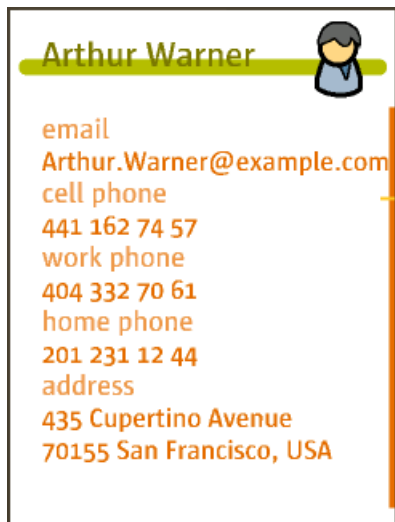 Arthur Warner
email
Arthur.Warner@example.com
cell phone
441 162 74 57
work phone
404 332 70 61
home phone
201 231 12 44
address
435 Cupertino Avenue
70155 San Francisco, USA